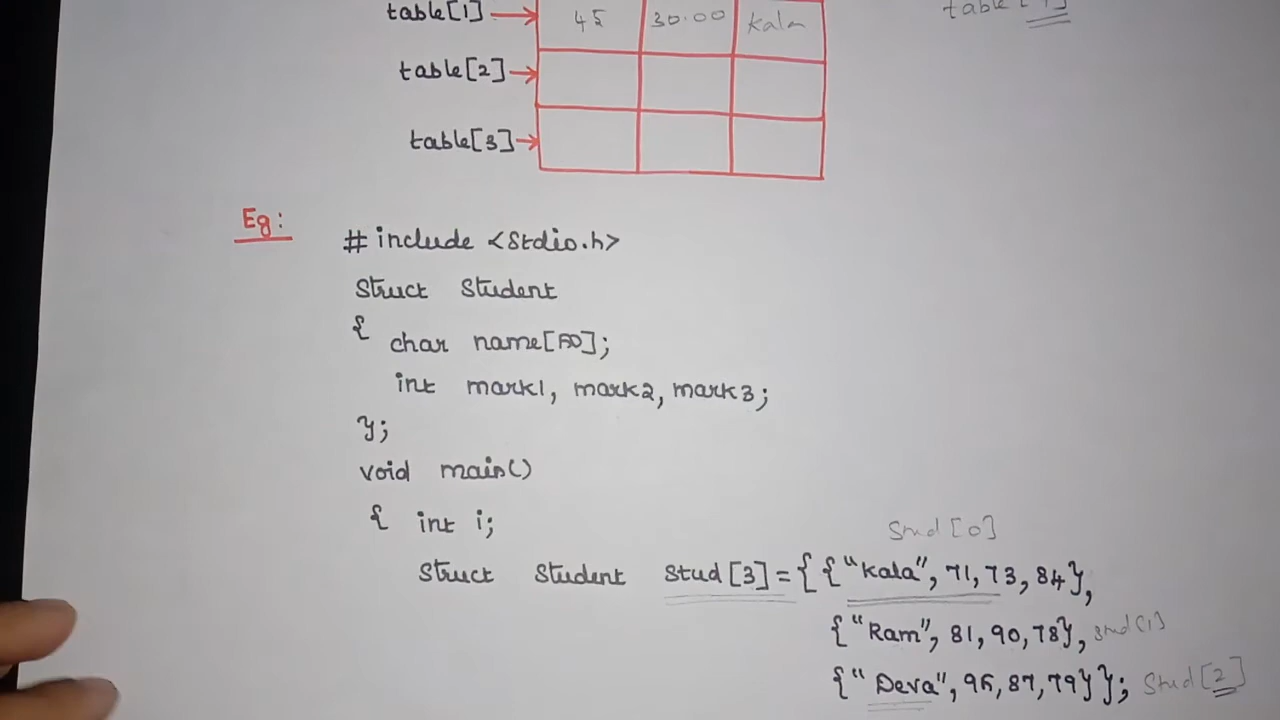 table[1] → 45 30.00 Kala
table[2] →
table[3] →
Eg:
# include <Stdio.h>
Struct Student
{ char name[50];
int mark1, mark2, mark3;
};
void main()
{ int i;
Stud [0]
Struct Student Stud [3] = { {"Kala", 71, 73, 84},
{"Ram", 81, 90, 78}, Stud [1]
{"Deva", 95, 87, 79} }; Stud [2]